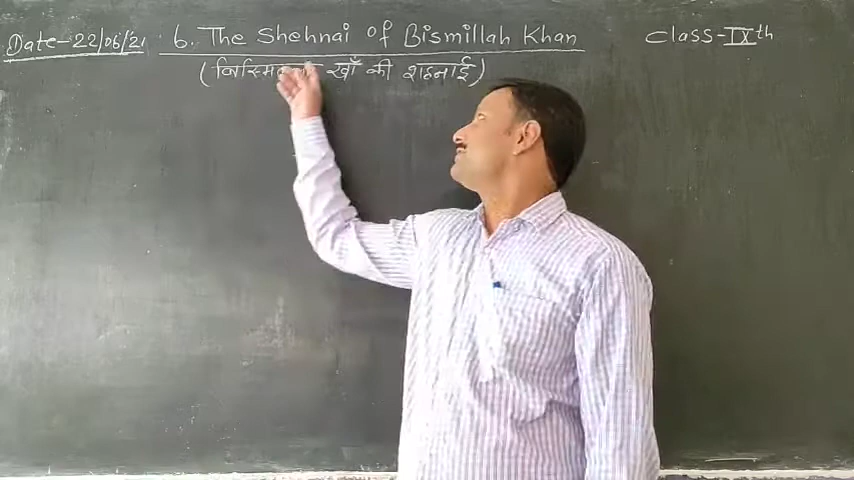 Date-22/06/21 6. The Shehnai of Bismillah Khan Class-IXth
खाँ की शहनाई)